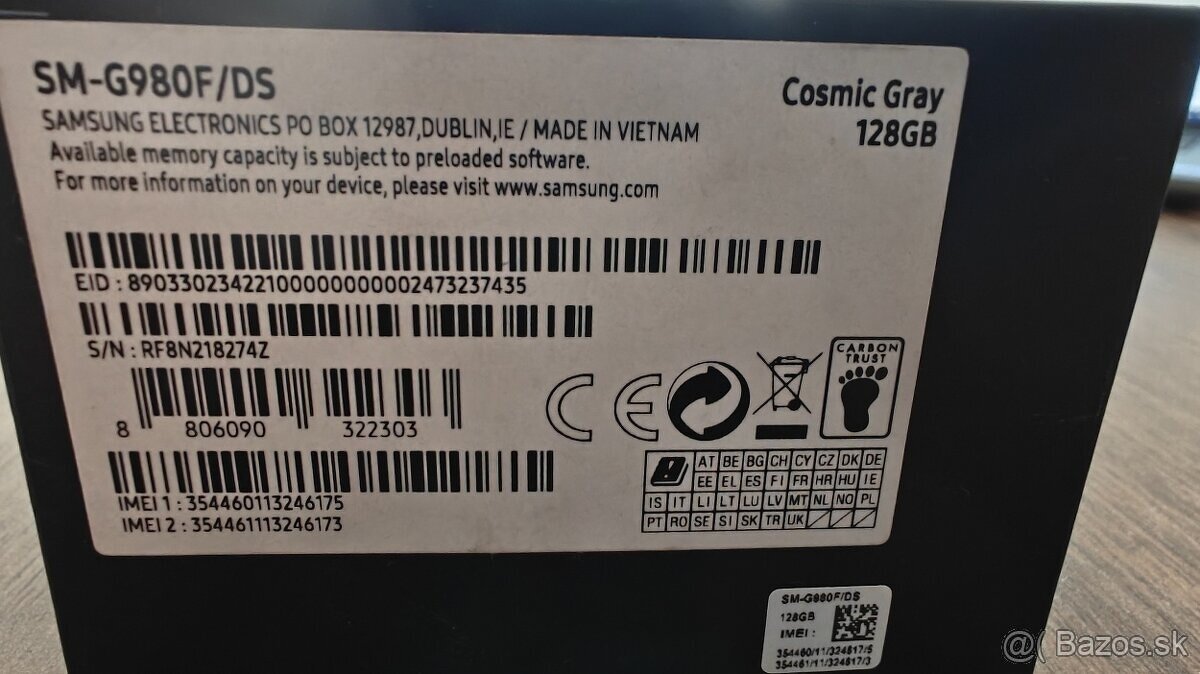 SM-G980F/DS
Cosmic Gray
128GB
SAMSUNG ELECTRONICS PO BOX 12987,DUBLIN,IE / MADE IN VIETNAM
Available memory capacity is subject to preloaded software.
For more information on your device, please visit www.samsung.com
EID : 89033023422100000000002473237435
S/N : RF8N218274Z
8 806090 322303
CE CE
CARBON
TRUST
IMEI 1 : 354460113246175
IMEI 2 : 354461113246173
! AT BE BG CH CY CZ DK DE
EE EL ES FI FR HR HU IE
IS IT LI LT LU LV MT NL NO PL
PT RO SE SI SK TR UK
SM-G980F/DS
128GB
IMEI :
354460/11/324617/5
354461/11/324617/3
@( Bazos.sk